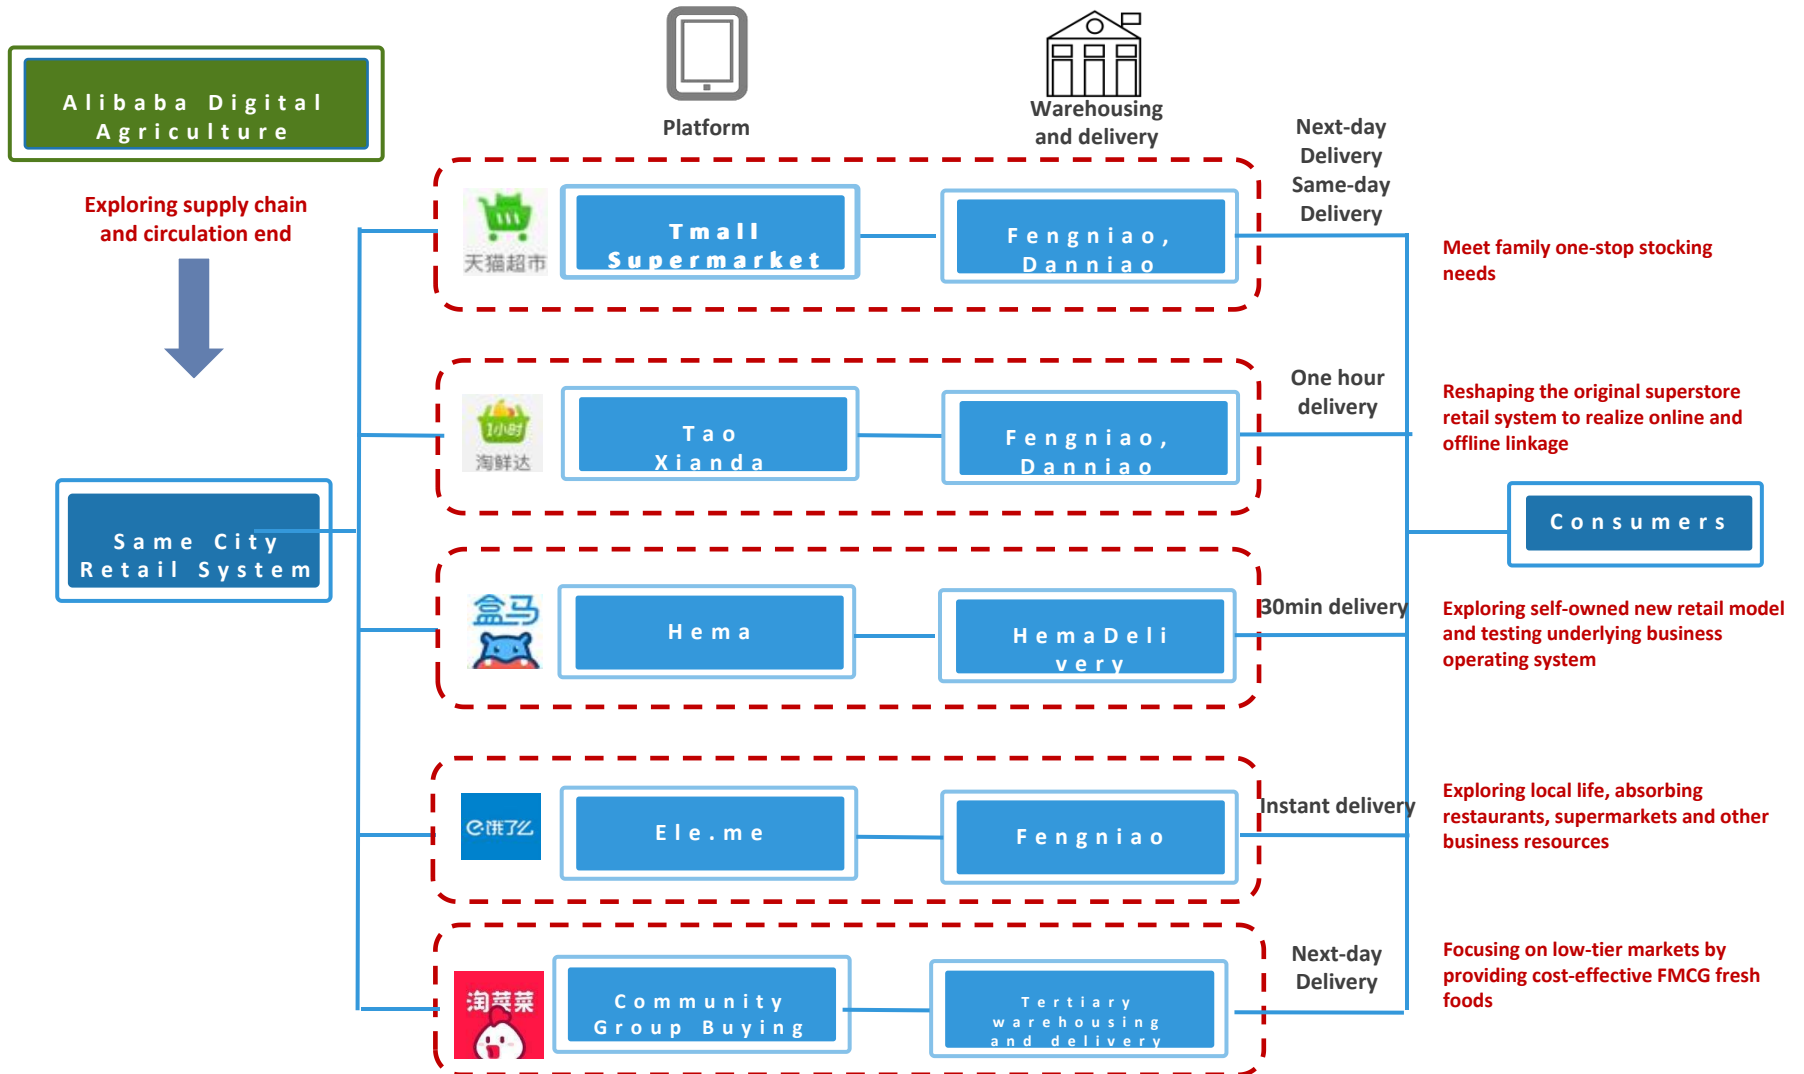 Alibaba Digital
Agriculture
Platform
Warehousing
and delivery
Exploring supply chain
and circulation end
Same City
Retail System
天猫超市
Tmall
Supermarket
Fengniao,
Danniao
Next-day
Delivery
Same-day
Delivery
Meet family one-stop stocking
needs
1小时
淘鲜达
Tao
Xianda
Fengniao,
Danniao
One hour
delivery
Reshaping the original superstore
retail system to realize online and
offline linkage
Consumers
盒马
Hema
HemaDeli
very
30min delivery
Exploring self-owned new retail model
and testing underlying business
operating system
e饿了么
Ele.me
Fengniao
Instant delivery
Exploring local life, absorbing
restaurants, supermarkets and other
business resources
淘菜菜
Community
Group Buying
Tertiary
warehousing
and delivery
Next-day
Delivery
Focusing on low-tier markets by
providing cost-effective FMCG fresh
foods